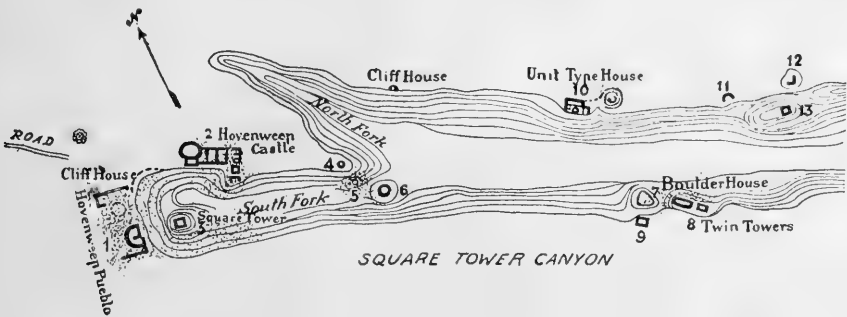 N
ROAD
Cliff House
2 Hovenween
Castle
North Fork
Cliff House
Unit Type House
10
11
12
13
4
5
6
South Fork
Square Tower
3
1
Hovenweep Pueblo
7
Boulder House
8 Twin Towers
9
SQUARE TOWER CANYON